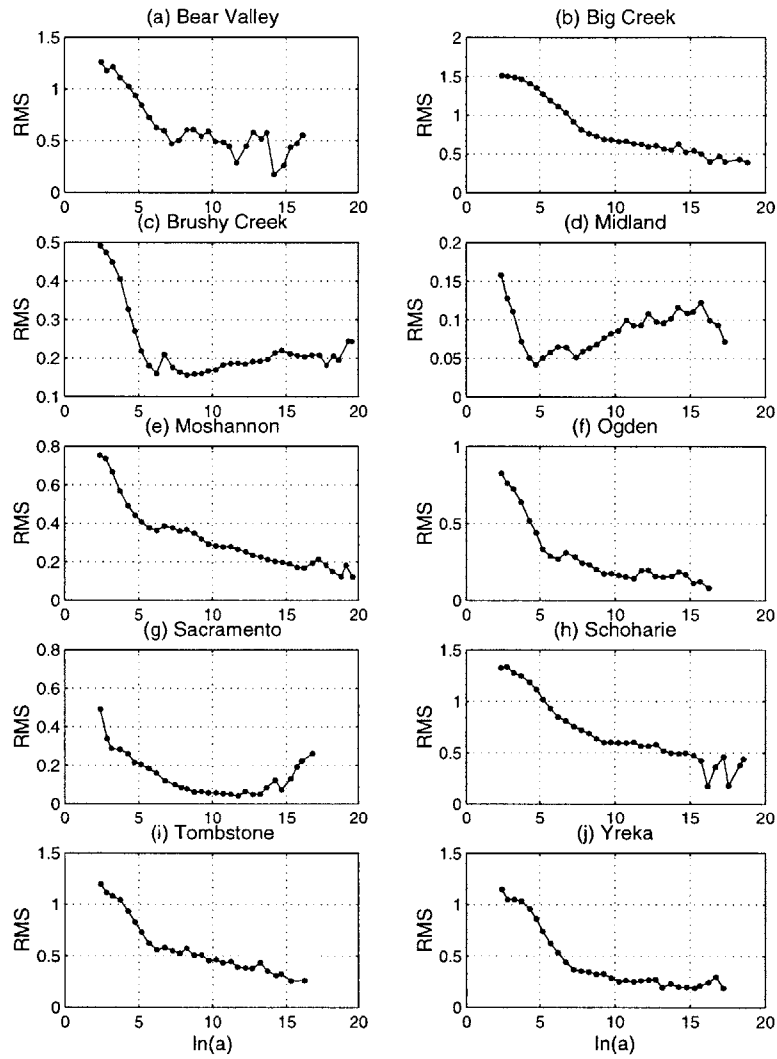 (a) Bear Valley
(b) Big Creek
1.5
1
0.5
0
RMS
0 5 10 15 20
2
1.5
1
0.5
0
RMS
0 5 10 15 20
(c) Brushy Creek
(d) Midland
0.5
0.4
0.3
0.2
0.1
RMS
0 5 10 15 20
0.2
0.15
0.1
0.05
0
RMS
0 5 10 15 20
(e) Moshannon
(f) Ogden
0.8
0.6
0.4
0.2
0
RMS
0 5 10 15 20
1
0.5
0
RMS
0 5 10 15 20
(g) Sacramento
(h) Schoharie
0.8
0.6
0.4
0.2
0
RMS
0 5 10 15 20
1.5
1
0.5
0
RMS
0 5 10 15 20
(i) Tombstone
(j) Yreka
1.5
1
0.5
0
RMS
0 5 10 15 20
ln(a)
1.5
1
0.5
0
RMS
0 5 10 15 20
ln(a)